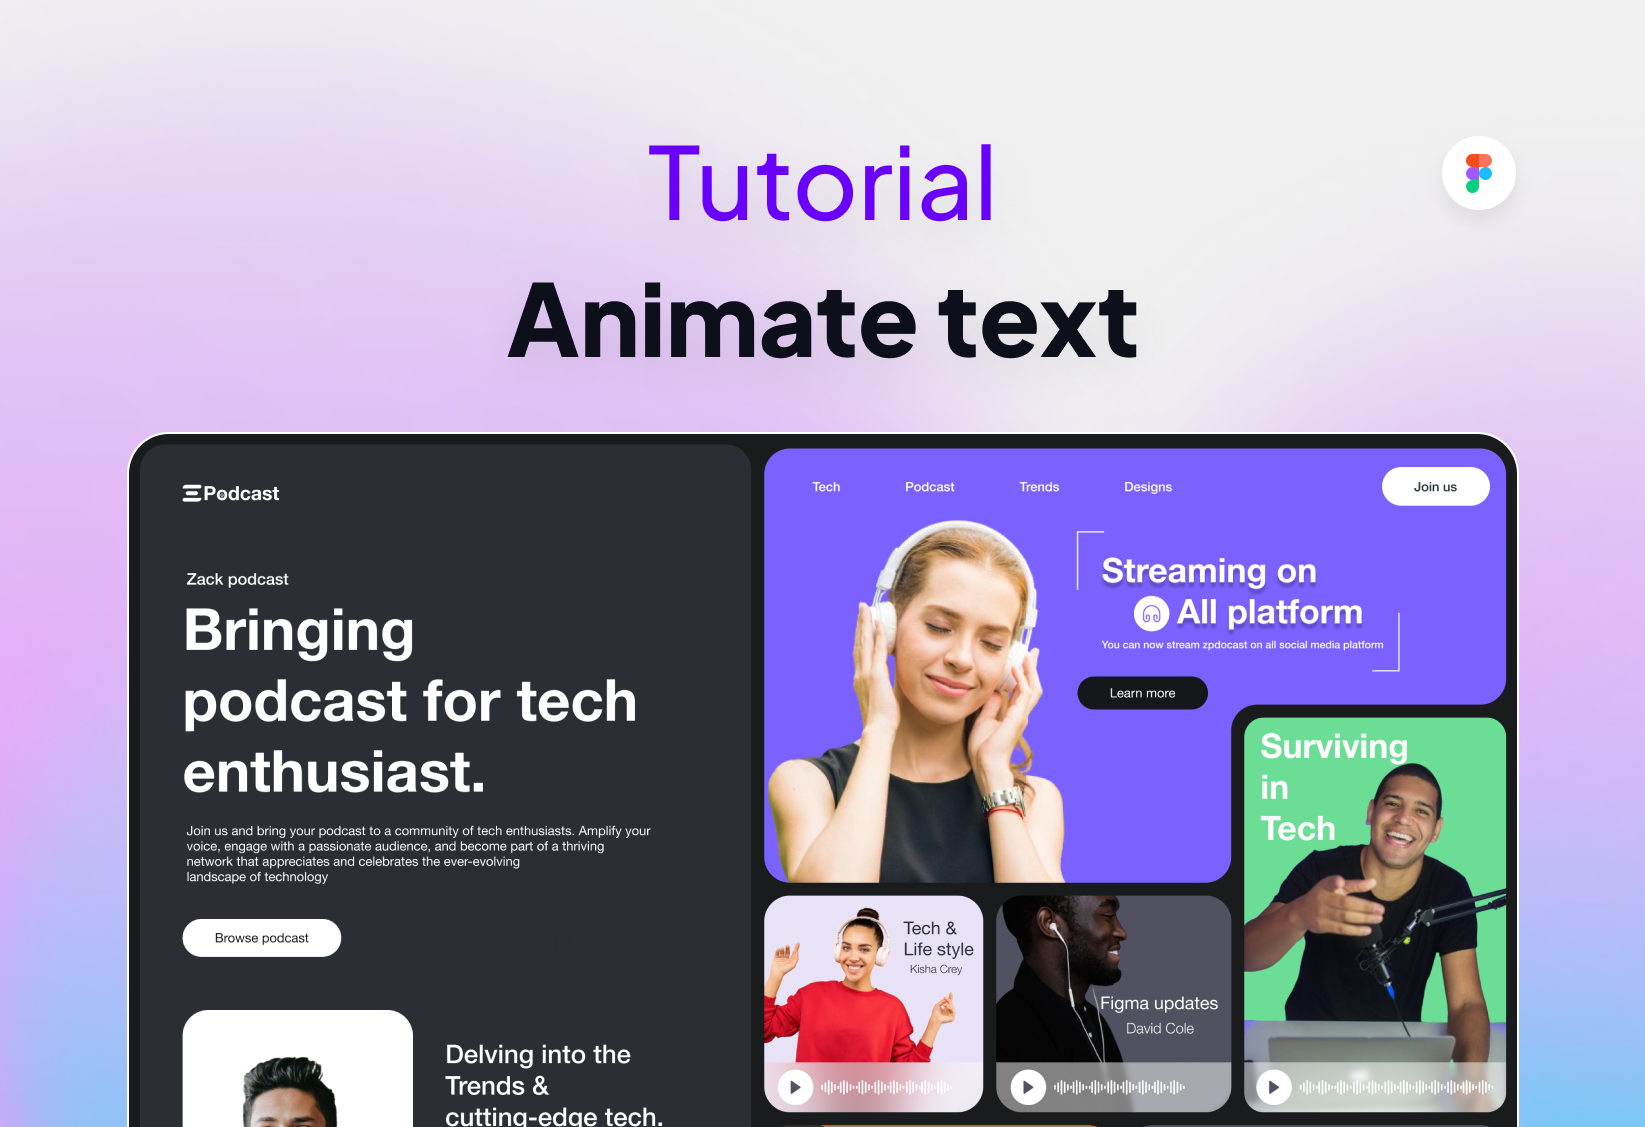 Tutorial
Animate text
Podcast
Zack podcast
Bringing
podcast for tech
enthusiast.
Join us and bring your podcast to a community of tech enthusiasts. Amplify your
voice, engage with a passionate audience, and become part of a thriving
network that appreciates and celebrates the ever-evolving
landscape of technology
Browse podcast
Delving into the
Trends &
cutting-edge tech.
Tech
Podcast
Trends
Designs
Join us
Streaming on
All platform
You can now stream zpdocast on all social media platform
Learn more
Surviving
in
Tech
Tech &
Life style
Kisha Crey
Figma updates
David Cole